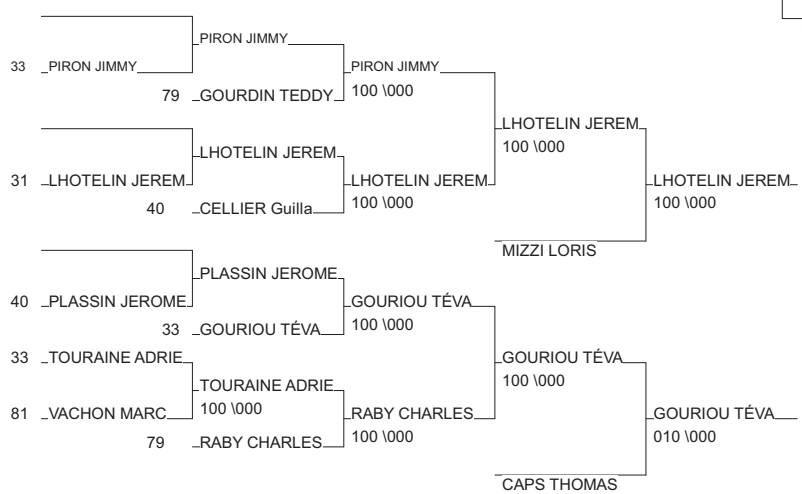 PIRON JIMMY
33 PIRON JIMMY PIRON JIMMY
79 GOURDIN TEDDY 100 \000
LHOTELIN JEREM
100 \000
LHOTELIN JEREM
31 LHOTELIN JEREM LHOTELIN JEREM LHOTELIN JEREM
40 CELLIER Guilla 100 \000 100 \000
MIZZI LORIS
PLASSIN JEROME
40 PLASSIN JEROME GOURIOU TÉVA
33 GOURIOU TÉVA 100 \000
33 TOURAINE ADRIE GOURIOU TÉVA
100 \000
TOURAINE ADRIE
100 \000
81 VACHON MARC RABY CHARLES GOURIOU TÉVA
79 RABY CHARLES 100 \000 010 \000
CAPS THOMAS